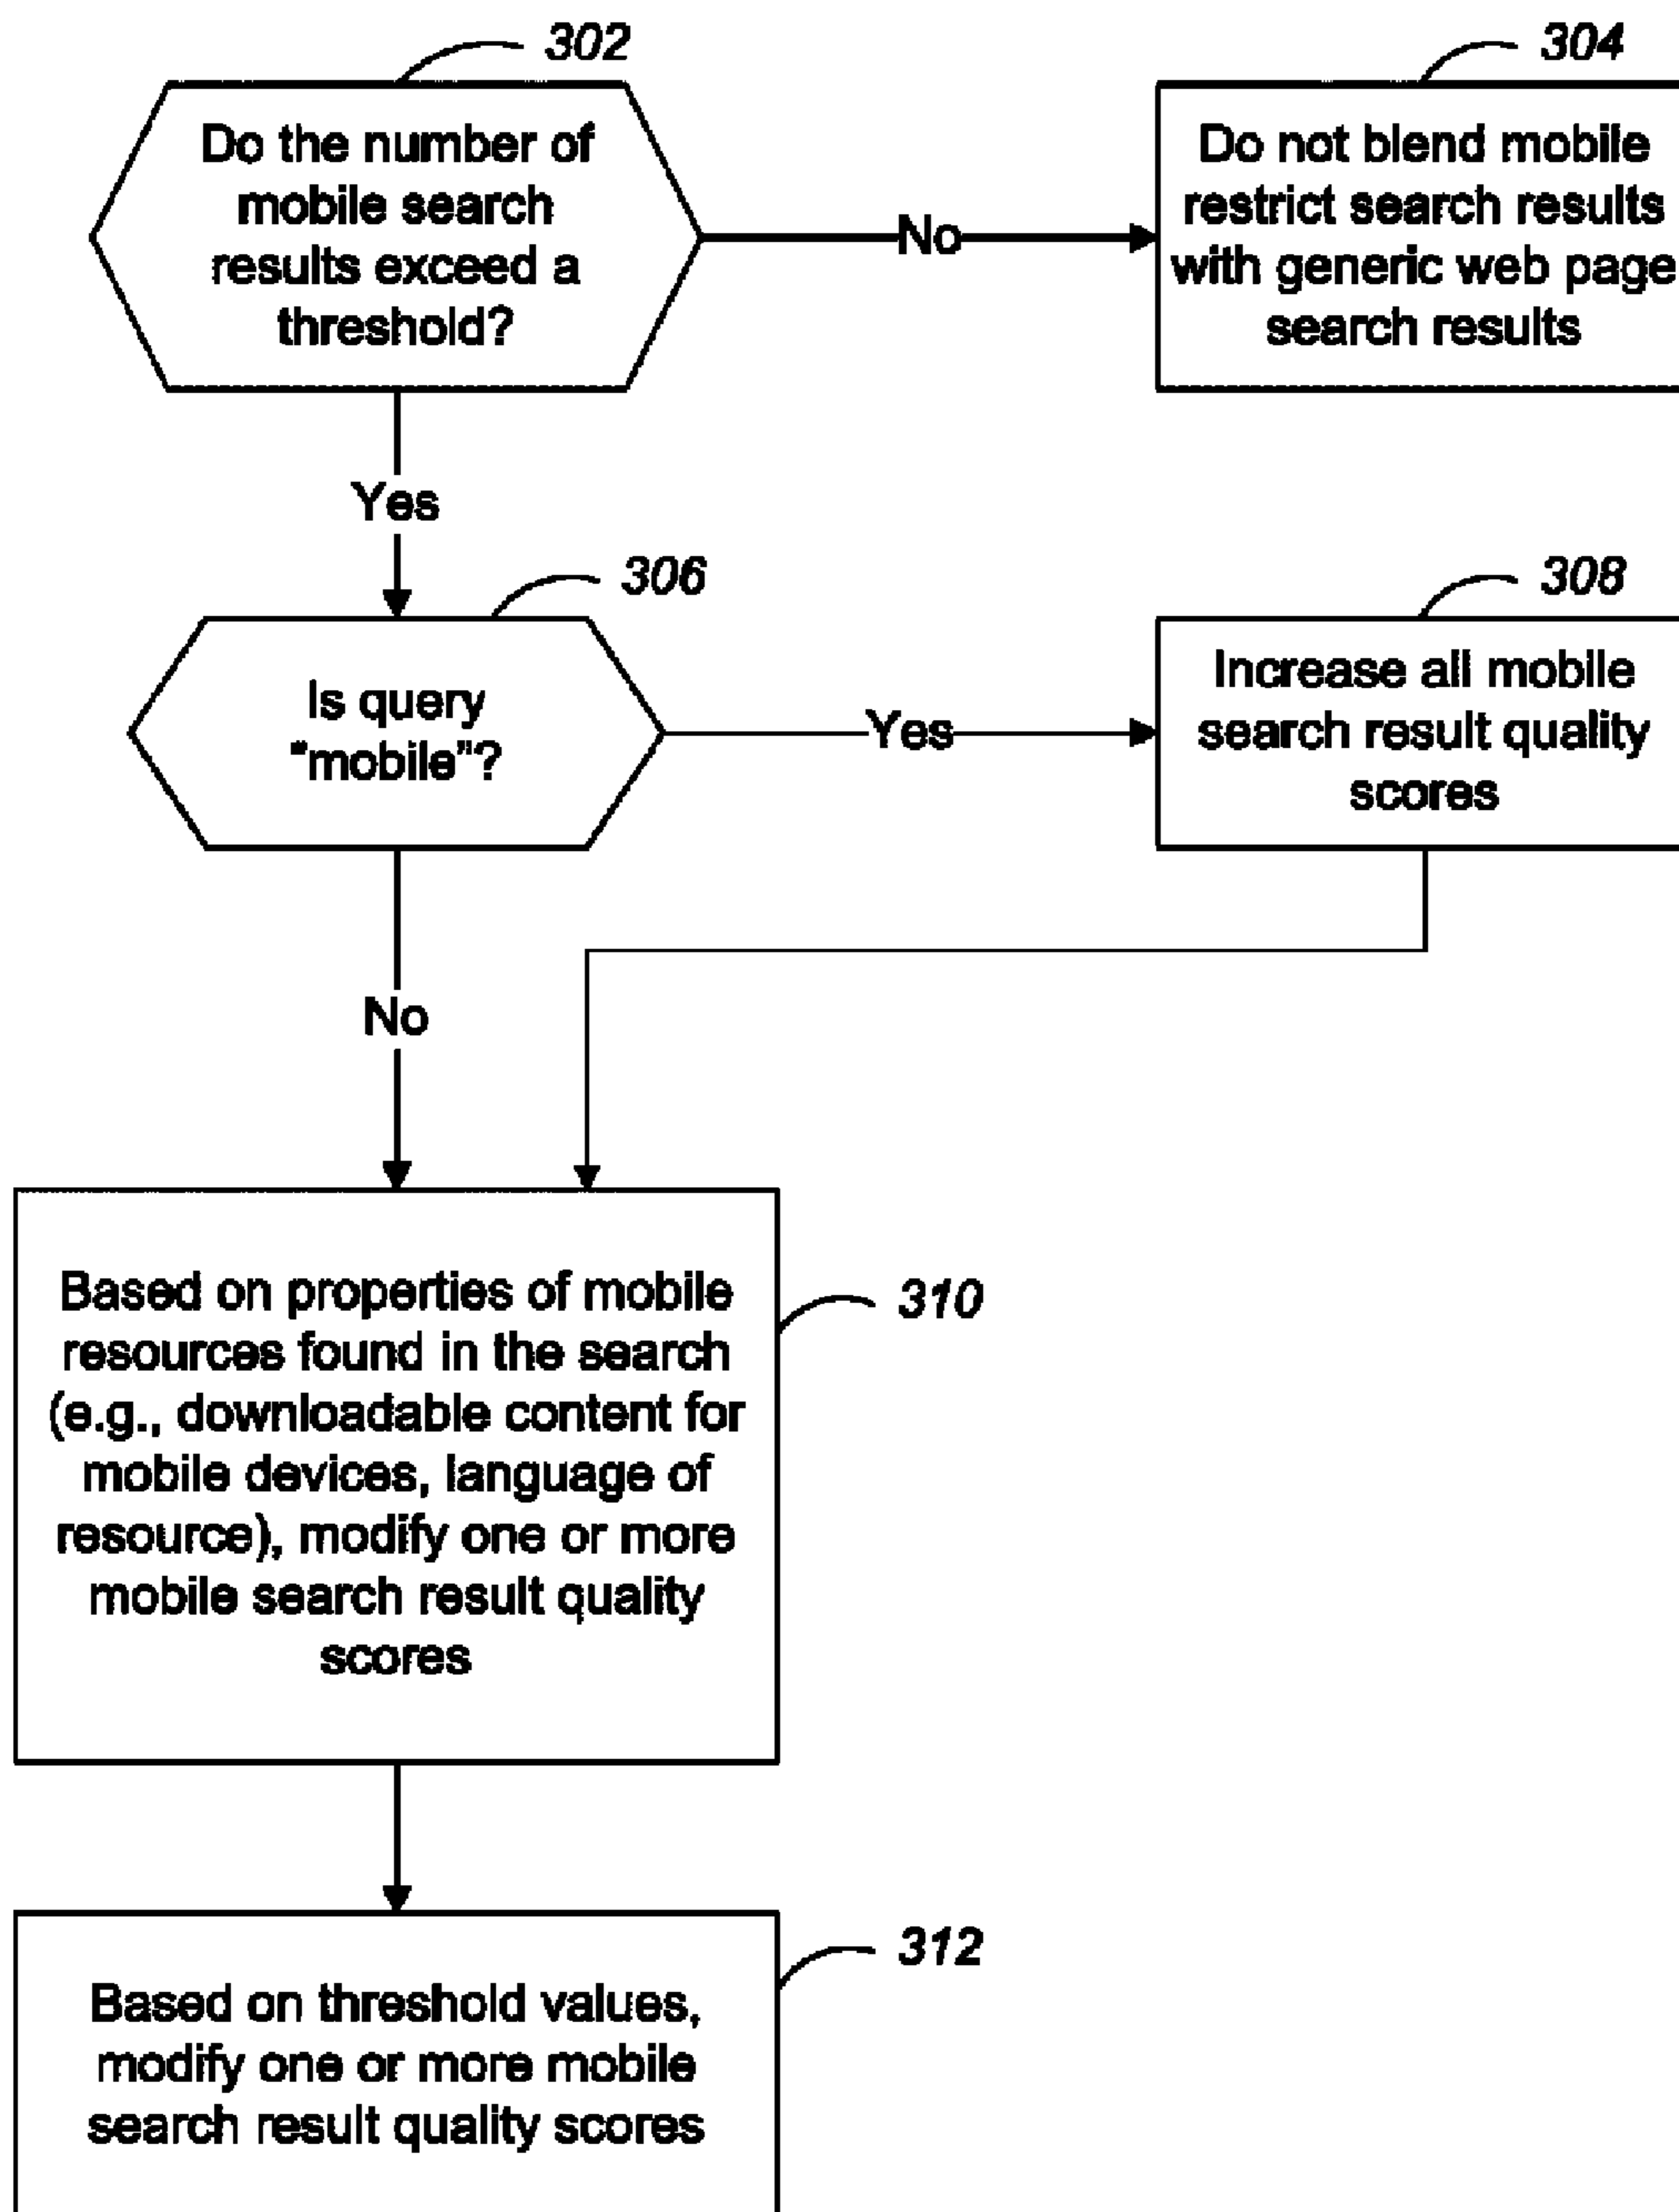 302
Do the number of
mobile search
results exceed a
threshold?
No
304
Do not blend mobile
restrict search results
with generic web page
search results
Yes
306
Is query
"mobile"?
Yes
308
Increase all mobile
search result quality
scores
No
310
Based on properties of mobile
resources found in the search
(e.g., downloadable content for
mobile devices, language of
resource), modify one or more
mobile search result quality
scores
312
Based on threshold values,
modify one or more mobile
search result quality scores